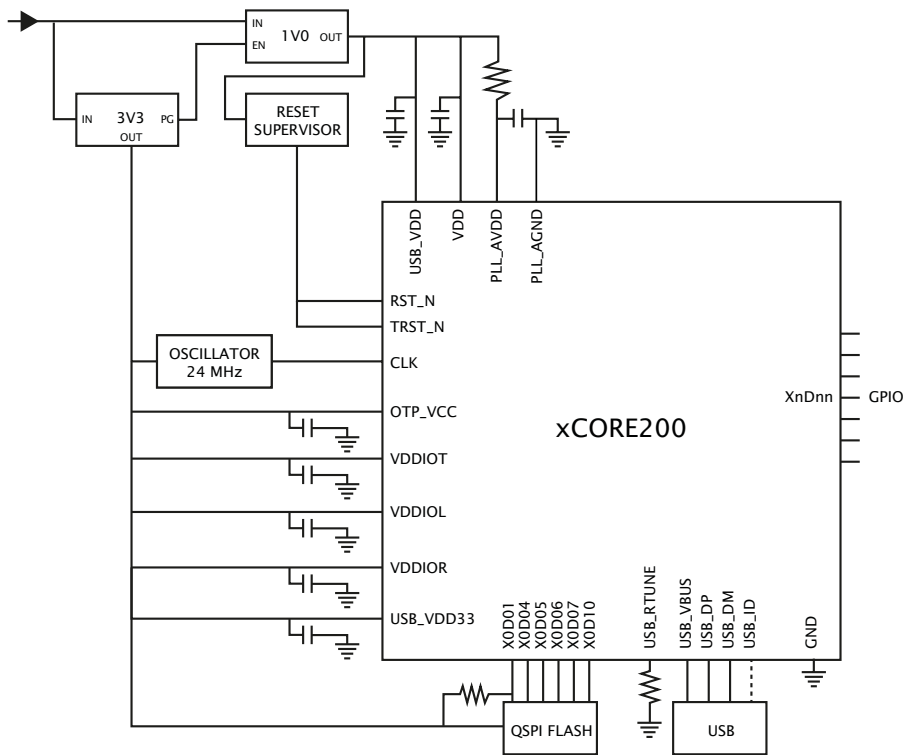 IN
EN
1V0
OUT
IN
3V3
PG
OUT
RESET
SUPERVISOR
USB_VDD
VDD
PLL_AVDD
PLL_AGND
RST_N
TRST_N
OSCILLATOR
24 MHz
CLK
OTP_VCC
VDDIOT
VDDIOL
VDDIOR
USB_VDD33
xCORE200
XnDnn
GPIO
X0D01
X0D04
X0D05
X0D06
X0D07
X0D10
USB_RTUNE
USB_VBUS
USB_DP
USB_DM
USB_ID
GND
QSPI FLASH
USB